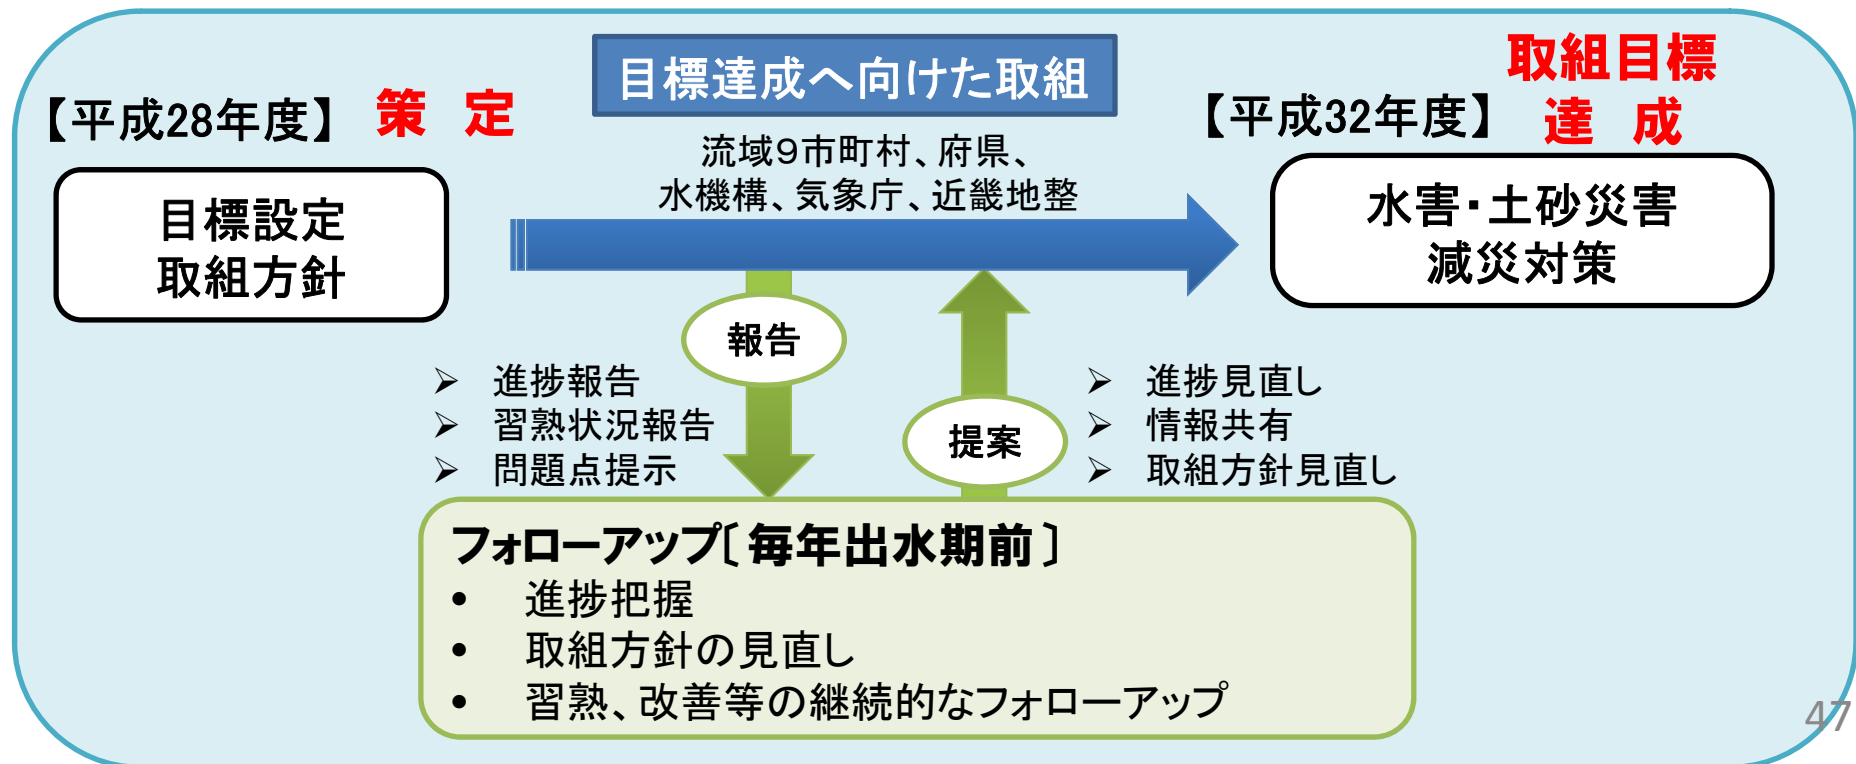 目標達成へ向けた取組
【平成28年度】 策 定
目標設定
取組方針
流域9市町村、府県、
水機構、気象庁、近畿地整
取組目標
【平成32年度】 達 成
水害・土砂災害
減災対策
報告
➢ 進捗報告
➢ 習熟状況報告
➢ 問題点提示
提案
➢ 進捗見直し
➢ 情報共有
➢ 取組方針見直し
フォローアップ〔毎年出水期前〕
• 進捗把握
• 取組方針の見直し
• 習熟、改善等の継続的なフォローアップ
47